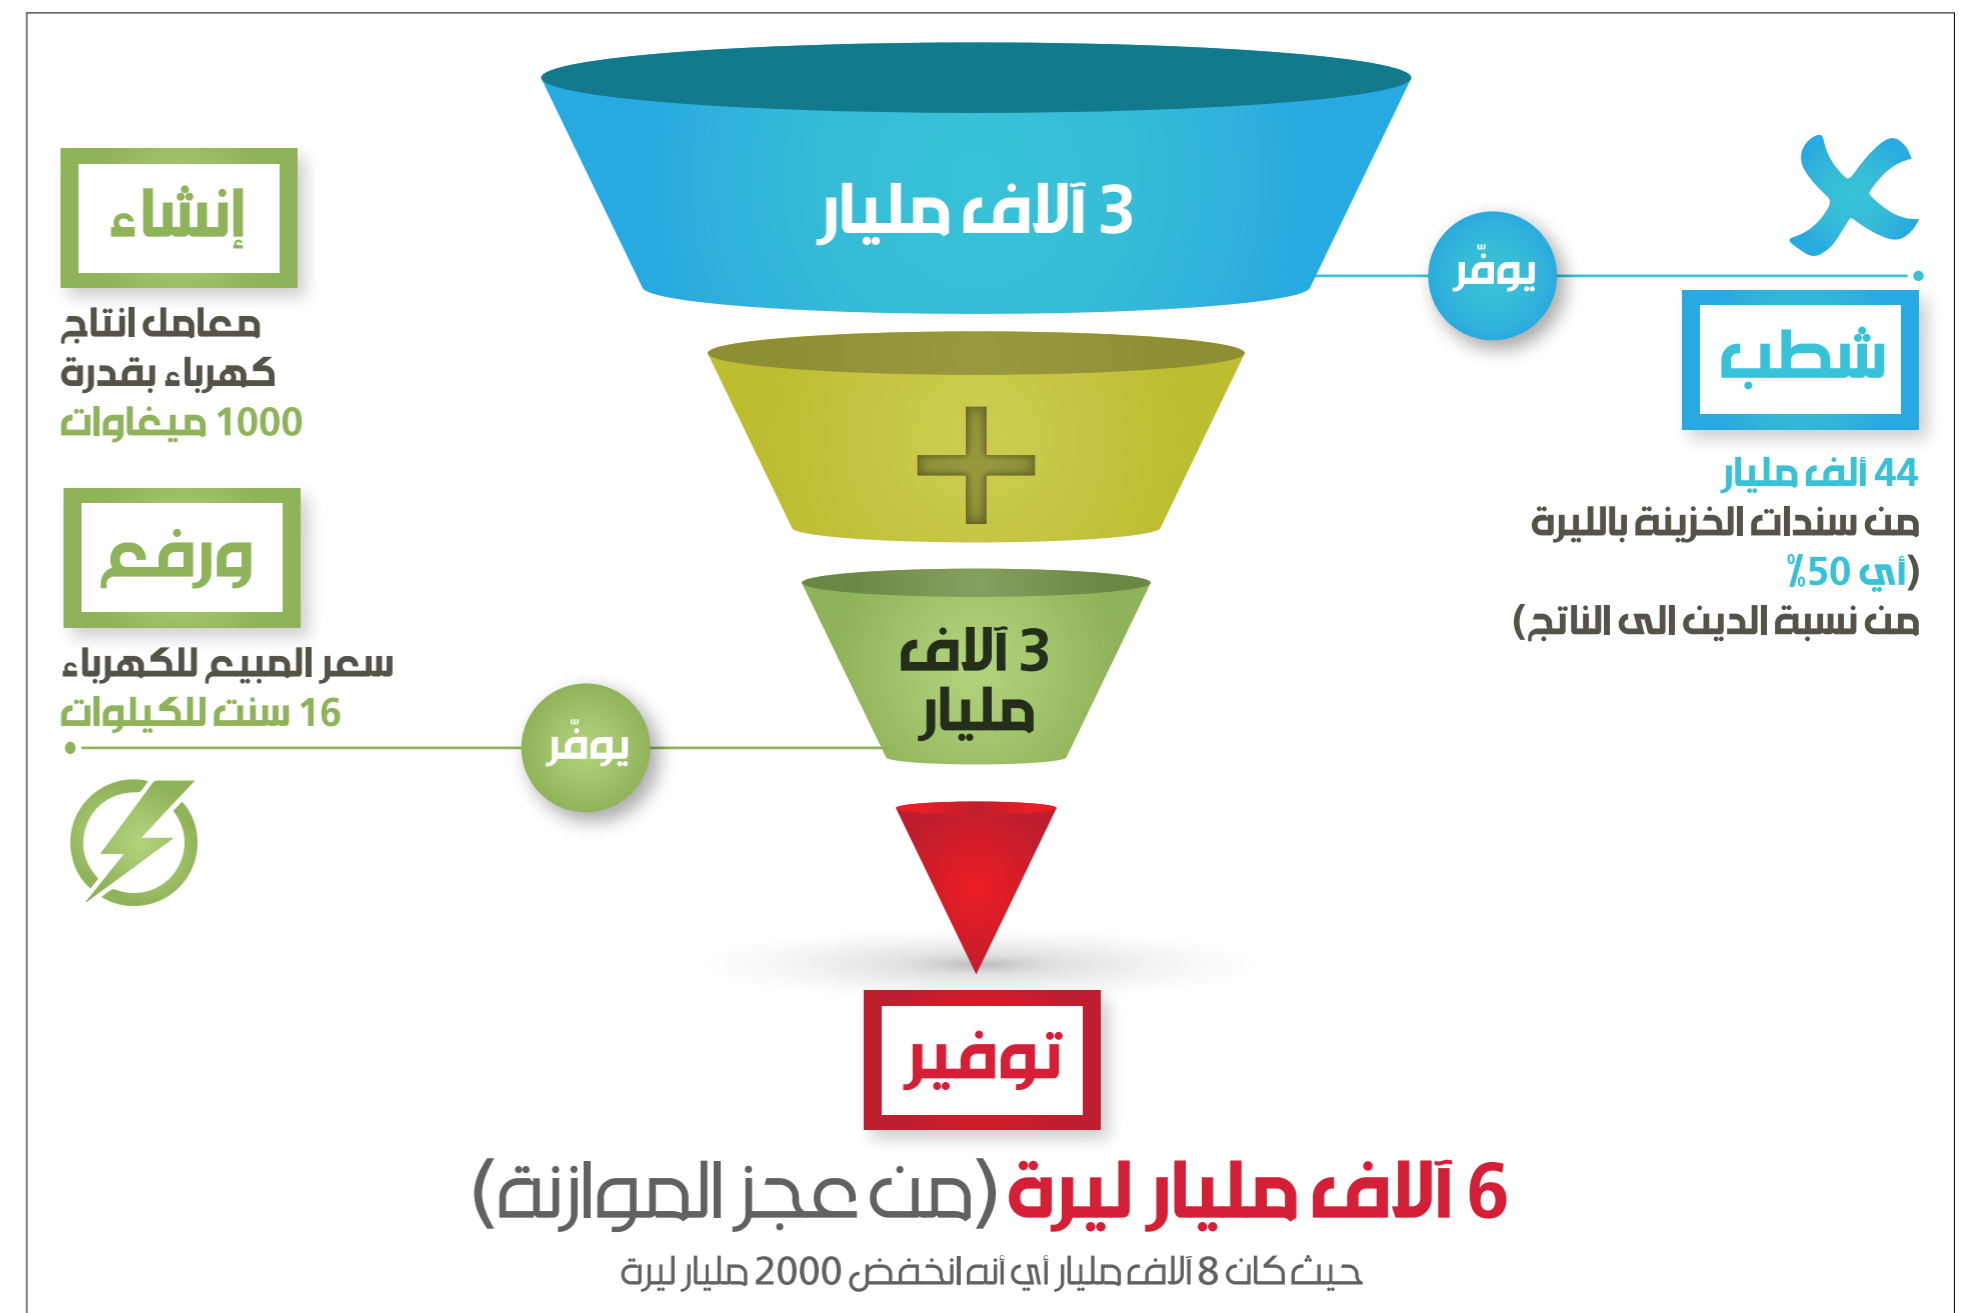 3 آلاف مليار
يوفّر
شطب
44 ألف مليار
من سندات الخزينة بالليرة
(أي 50%
من نسبة الدين الى الناتج)
إنشاء
معامل انتاج
كهرباء بقدرة
1000 ميغاوات
ورفع
سعر المبيع للكهرباء
16 سنت للكيلوات
يوفّر
+
3 آلاف
مليار
توفير
6 آلاف مليار ليرة (من عجز الموازنة)
حيث كان 8 آلاف مليار أي أنه انخفض 2000 مليار ليرة